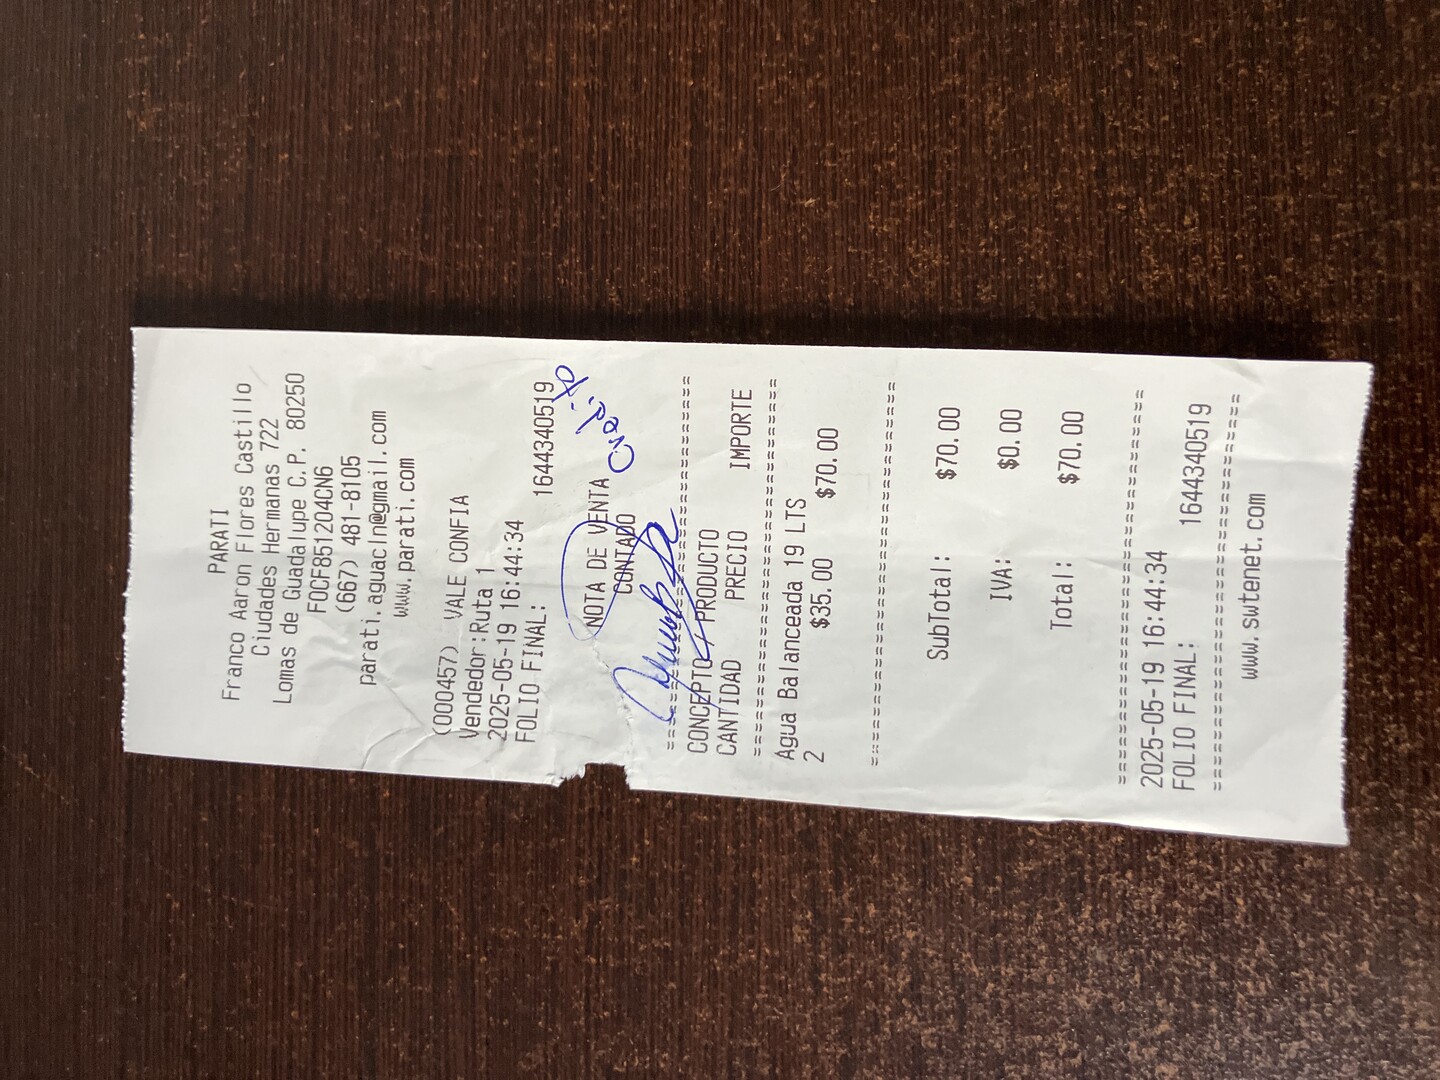 PARATI
Franco Aaron Flores Castillo
Ciudades Hermanas 722
Lomas de Guadalupe C.P. 80250
FOCF851204CN6
(667) 481-8105
parati.aguacln@gmail.com
www.parati.com
(000457) VALE CONFIA
Vendedor:Ruta 1
2025-05-19 16:44:34
FOLIO FINAL: 1644340519
NOTA DE VENTA Credito
CONTADO
==============================
CONCEPTO PRODUCTO
CANTIDAD PRECIO IMPORTE
==============================
Agua Balanceada 19 LTS
2 $35.00 $70.00
==============================
SubTotal: $70.00
IVA: $0.00
Total: $70.00
==============================
2025-05-19 16:44:34
FOLIO FINAL: 1644340519
==============================
www.swtenet.com